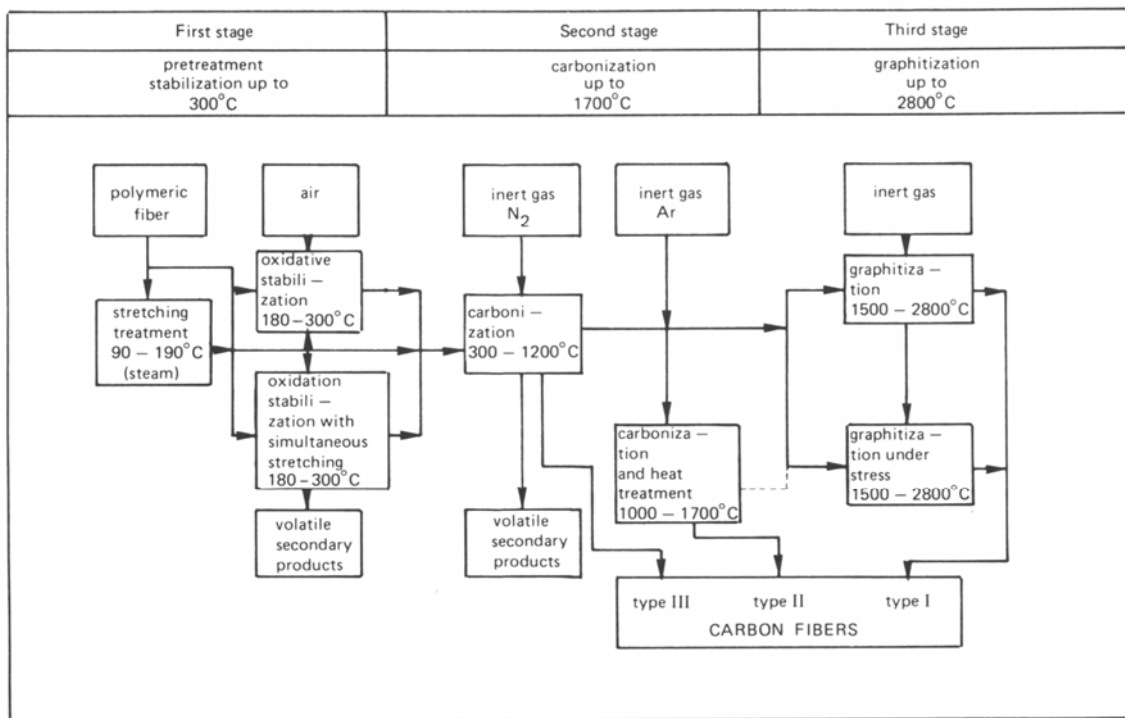 First stage
Second stage
Third stage
pretreatment
stabilization up to
300°C
carbonization
up to
1700°C
graphitization
up to
2800°C
polymeric
fiber
air
inert gas
N2
inert gas
Ar
inert gas
oxidative
stabili –
zation
180–300°C
stretching
treatment
90 – 190°C
(steam)
oxidation
stabili –
zation with
simultaneous
stretching
180–300°C
volatile
secondary
products
carboni –
zation
300 – 1200°C
volatile
secondary
products
carboniza –
tion
and heat
treatment
1000 – 1700°C
graphitiza –
tion
1500 – 2800°C
graphitiza –
tion under
stress
1500 – 2800°C
type III
type II
type I
CARBON FIBERS